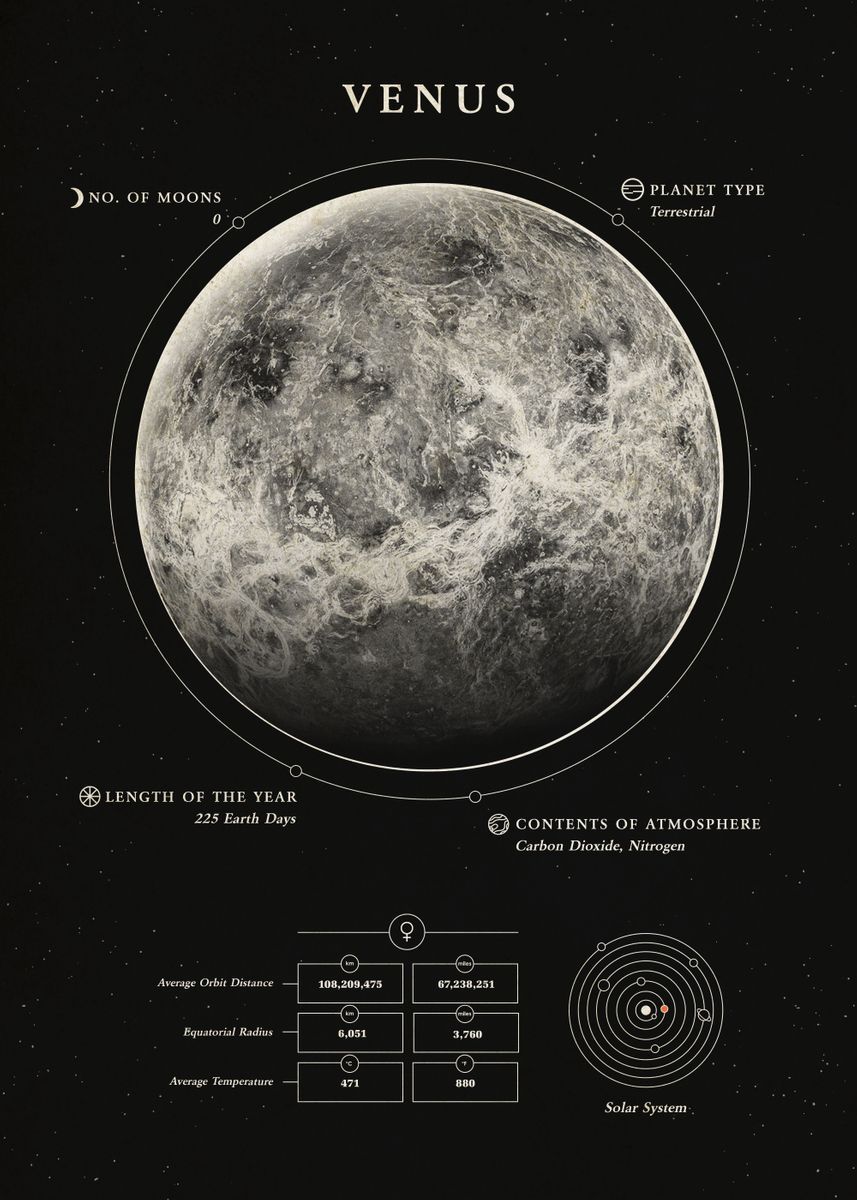 VENUS
NO. OF MOONS
0
PLANET TYPE
Terrestrial
LENGTH OF THE YEAR
225 Earth Days
CONTENTS OF ATMOSPHERE
Carbon Dioxide, Nitrogen
km
miles
Average Orbit Distance
108,209,475
67,238,251
km
miles
Equatorial Radius
6,051
3,760
°C
°F
Average Temperature
471
880
Solar System